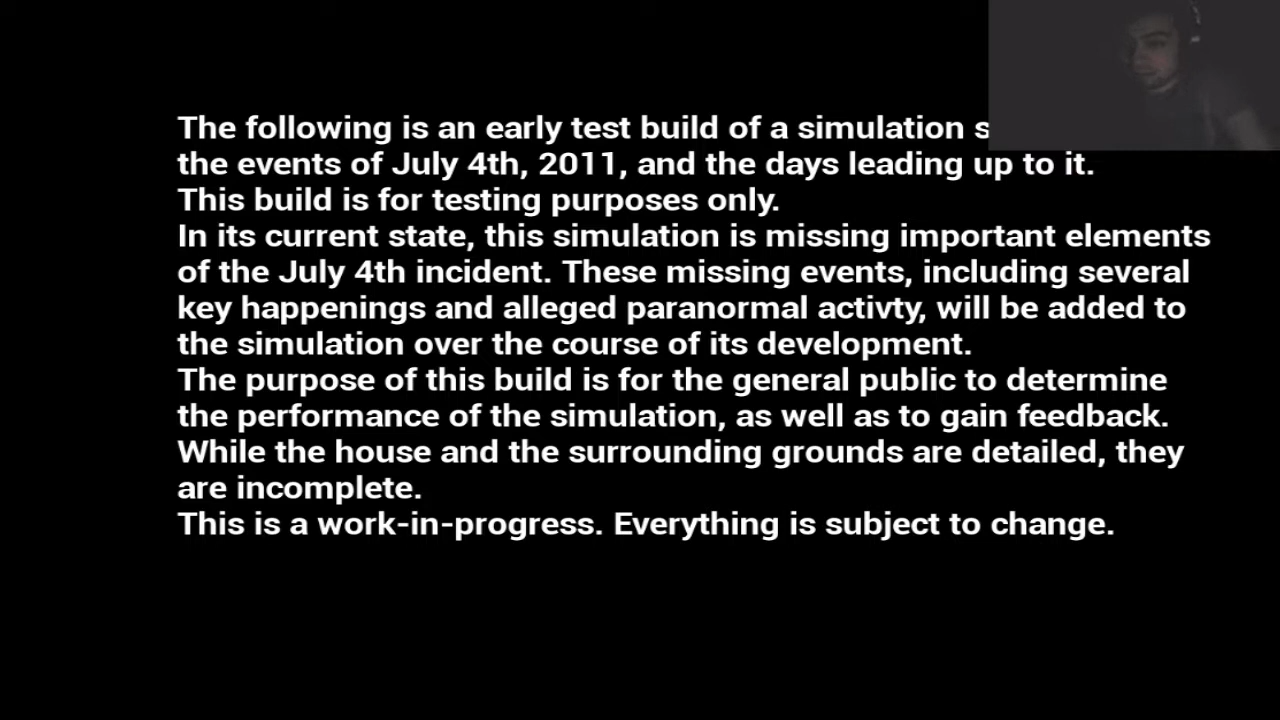 The following is an early test build of a simulation
the events of July 4th, 2011, and the days leading up to it.
This build is for testing purposes only.
In its current state, this simulation is missing important elements
of the July 4th incident. These missing events, including several
key happenings and alleged paranormal activty, will be added to
the simulation over the course of its development.
The purpose of this build is for the general public to determine
the performance of the simulation, as well as to gain feedback.
While the house and the surrounding grounds are detailed, they
are incomplete.
This is a work-in-progress. Everything is subject to change.